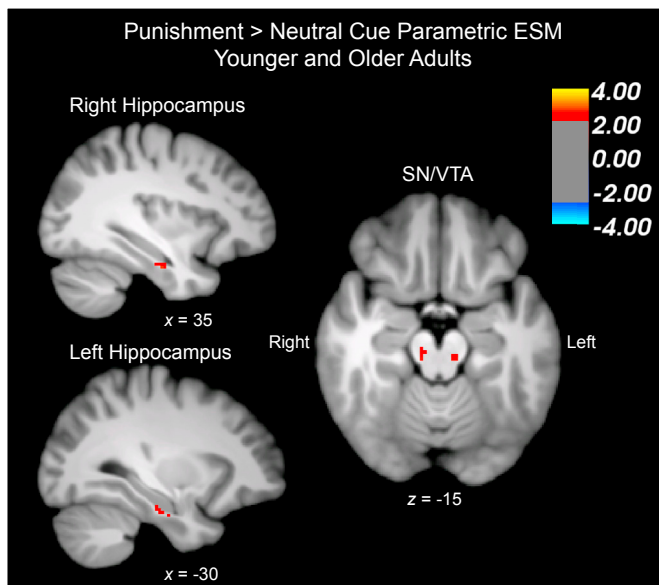 Punishment > Neutral Cue Parametric ESM
Younger and Older Adults
Right Hippocampus
x = 35
Left Hippocampus
x = -30
SN/VTA
Right
Left
z = -15
4.00
2.00
0.00
-2.00
-4.00